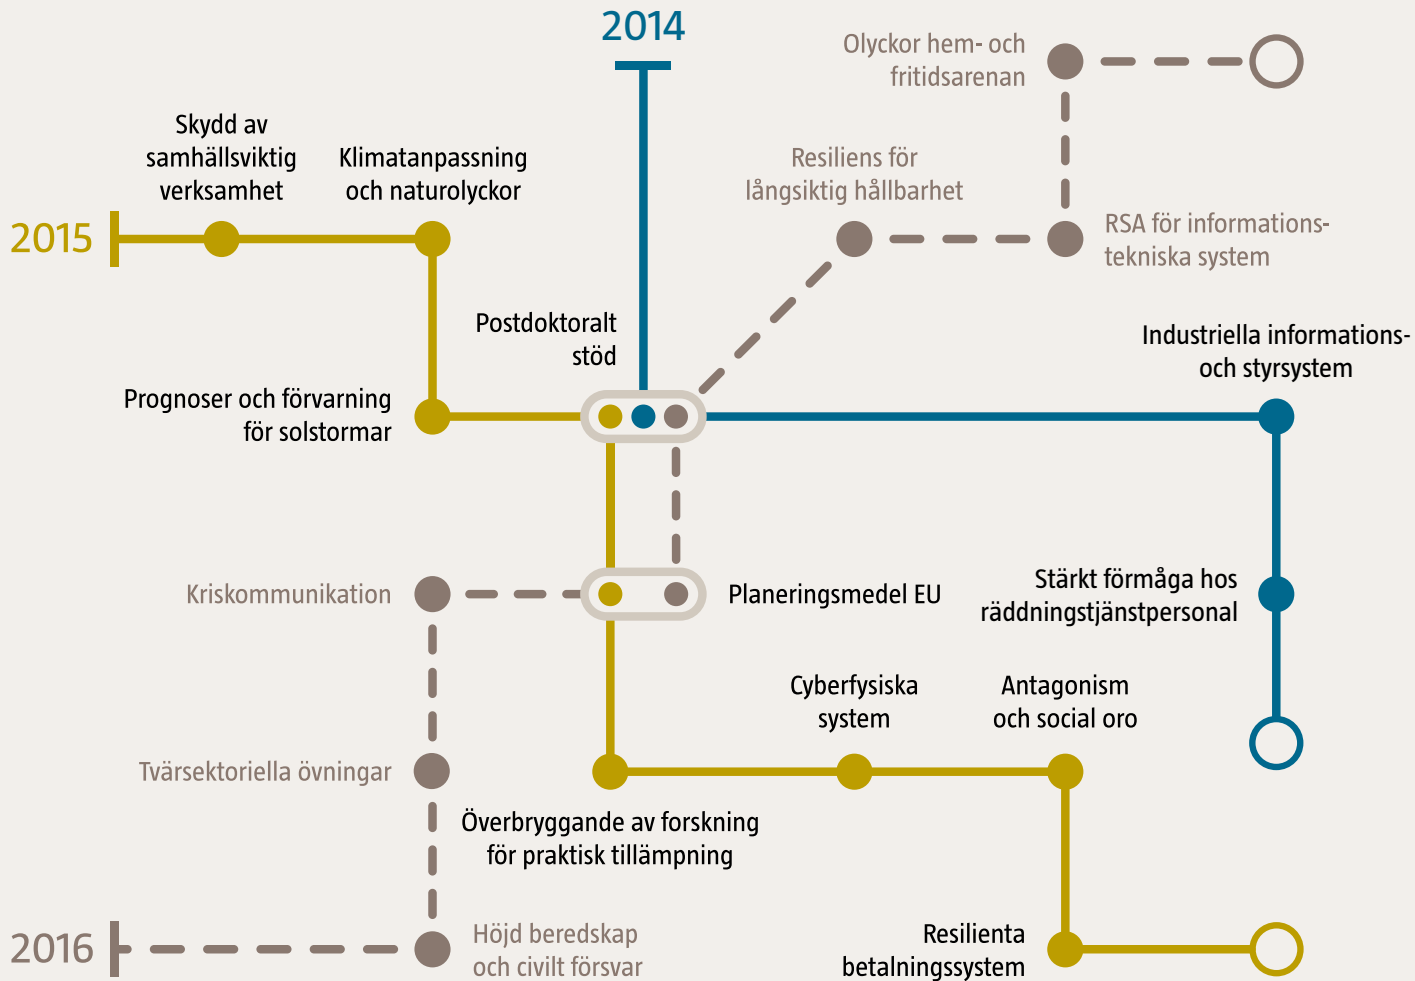 2014
Olyckor hem- och
fritidsarenan
Skydd av
samhällsviktig
verksamhet
Klimatanpassning
och naturolyckor
Resiliens för
långsiktig hållbarhet
2015
RSA för informations-
tekniska system
Postdoktoralt
stöd
Industriella informations-
och styrsystem
Prognoser och förvarning
för solstormar
Kriskommunikation
Planeringsmedel EU
Stärkt förmåga hos
räddningstjänstpersonal
Cyberfysiska
system
Antagonism
och social oro
Tvärsektoriella övningar
Överbryggande av forskning
för praktisk tillämpning
2016
Höjd beredskap
och civilt försvar
Resilienta
betalningssystem